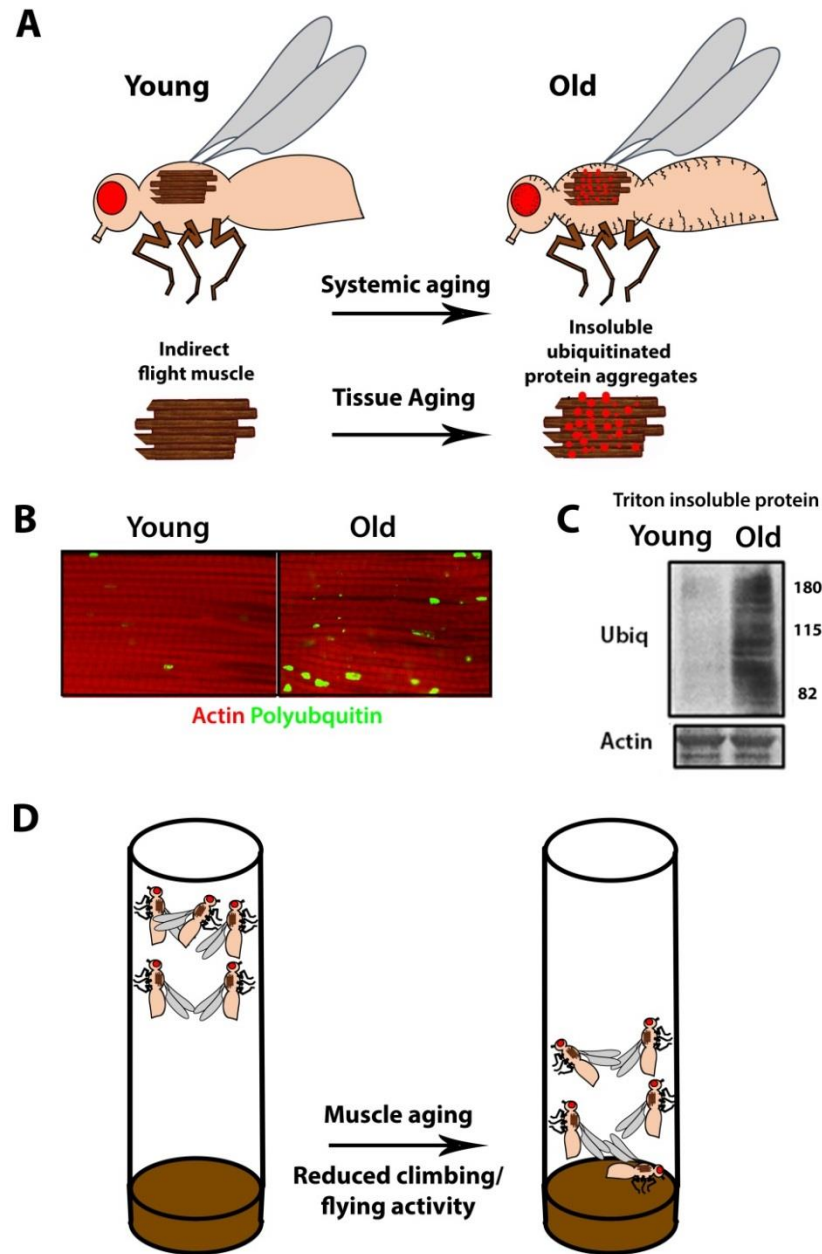 A
Young
Old
Systemic aging
Indirect
flight muscle
Tissue Aging
Insoluble
ubiquitinated
protein aggregates
B
Young
Old
Actin Polyubquitin
C
Triton insoluble protein
Young
Old
Ubiq
180
115
82
Actin
D
Muscle aging
Reduced climbing/
flying activity